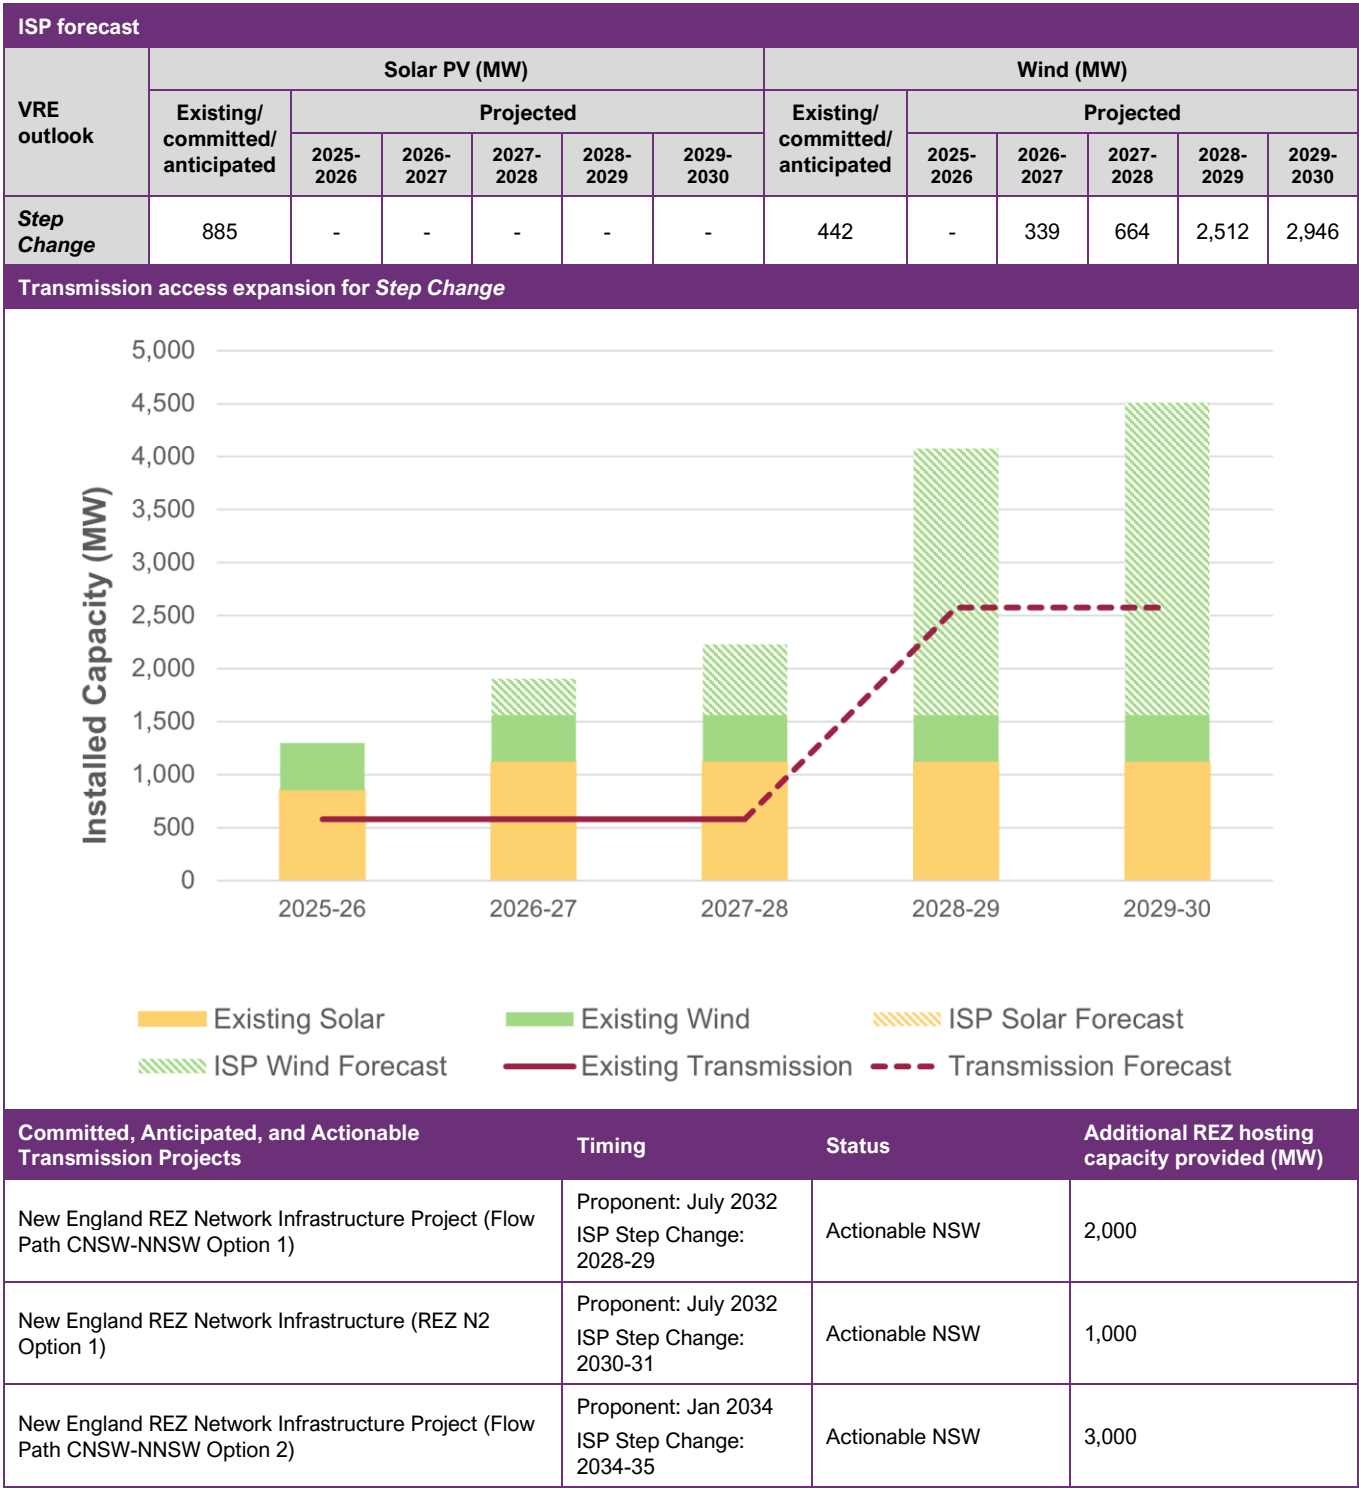 ISP forecast
VRE outlook
Solar PV (MW)
Wind (MW)
Existing/
committed/
anticipated
Projected
Existing/
committed/
anticipated
Projected
2025-
2026
2026-
2027
2027-
2028
2028-
2029
2029-
2030
2025-
2026
2026-
2027
2027-
2028
2028-
2029
2029-
2030
Step
Change
885
-
-
-
-
-
442
-
339
664
2,512
2,946
Transmission access expansion for Step Change
Installed Capacity (MW)
5,000
4,500
4,000
3,500
3,000
2,500
2,000
1,500
1,000
500
0
2025-26
2026-27
2027-28
2028-29
2029-30
Existing Solar
Existing Wind
ISP Solar Forecast
ISP Wind Forecast
Existing Transmission
Transmission Forecast
Committed, Anticipated, and Actionable
Transmission Projects
Timing
Status
Additional REZ hosting
capacity provided (MW)
New England REZ Network Infrastructure Project (Flow
Path CNSW-NNSW Option 1)
Proponent: July 2032
ISP Step Change:
2028-29
Actionable NSW
2,000
New England REZ Network Infrastructure (REZ N2
Option 1)
Proponent: July 2032
ISP Step Change:
2030-31
Actionable NSW
1,000
New England REZ Network Infrastructure Project (Flow
Path CNSW-NNSW Option 2)
Proponent: Jan 2034
ISP Step Change:
2034-35
Actionable NSW
3,000